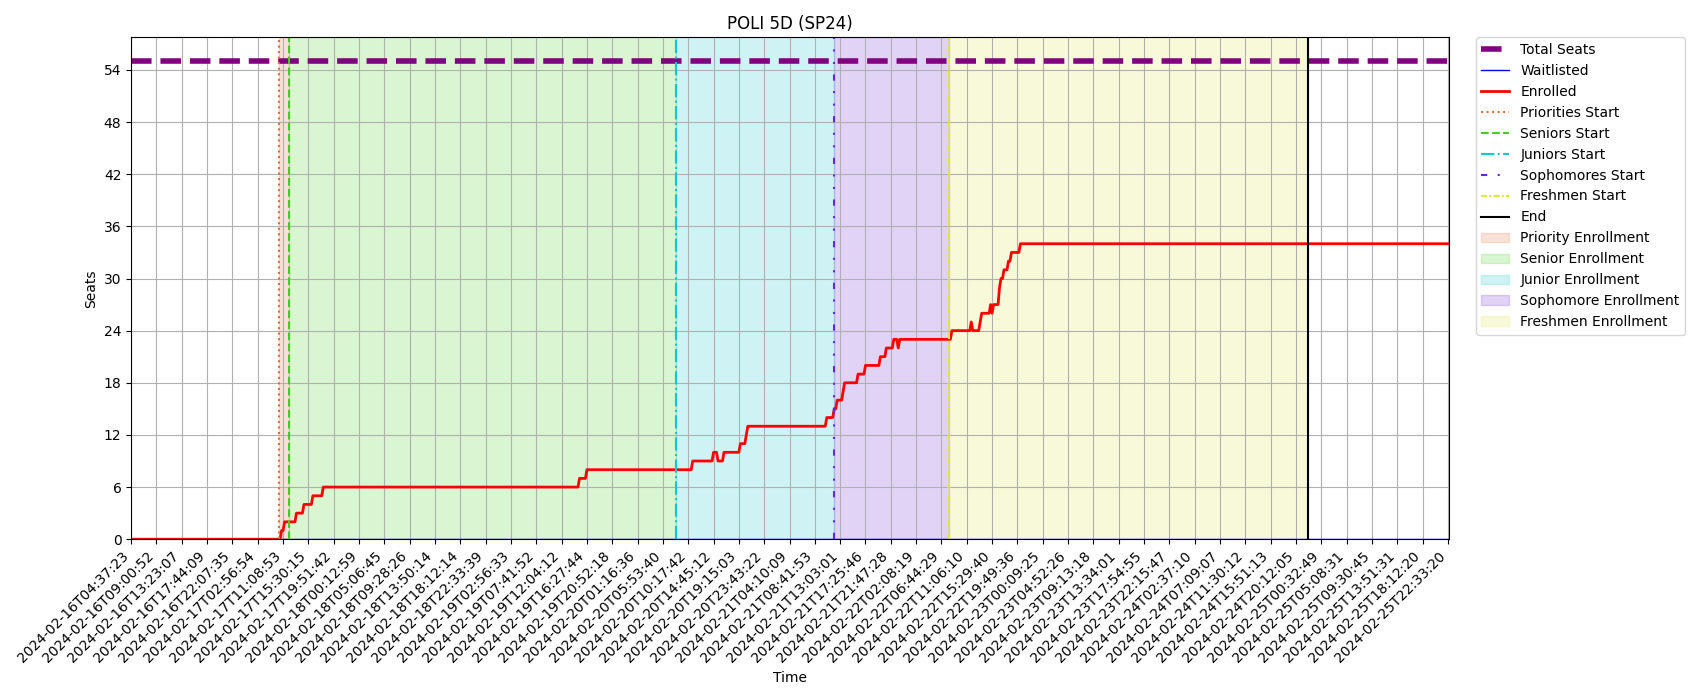 POLI 5D (SP24)
Total Seats
Waitlisted
Enrolled
Priorities Start
Seniors Start
Juniors Start
Sophomores Start
Freshmen Start
End
Priority Enrollment
Senior Enrollment
Junior Enrollment
Sophomore Enrollment
Freshmen Enrollment
Seats
54
48
42
36
30
24
18
12
6
0
2024-02-16T04:37:23
2024-02-16T09:00:52
2024-02-16T13:23:07
2024-02-16T17:44:09
2024-02-16T22:07:35
2024-02-17T02:56:54
2024-02-17T11:08:53
2024-02-17T15:30:15
2024-02-17T19:51:42
2024-02-18T00:12:59
2024-02-18T05:06:45
2024-02-18T09:28:26
2024-02-18T13:50:14
2024-02-18T18:12:14
2024-02-18T22:33:39
2024-02-19T02:56:33
2024-02-19T07:41:52
2024-02-19T12:04:12
2024-02-19T16:27:44
2024-02-19T20:52:18
2024-02-20T01:16:36
2024-02-20T05:53:40
2024-02-20T10:17:42
2024-02-20T14:45:12
2024-02-20T19:15:03
2024-02-20T23:43:22
2024-02-21T04:10:09
2024-02-21T08:41:53
2024-02-21T13:03:01
2024-02-21T17:25:46
2024-02-21T21:47:28
2024-02-22T02:08:19
2024-02-22T06:44:29
2024-02-22T11:06:10
2024-02-22T15:29:40
2024-02-22T19:49:36
2024-02-23T00:09:25
2024-02-23T04:52:26
2024-02-23T09:13:18
2024-02-23T13:34:01
2024-02-23T17:54:55
2024-02-23T22:15:47
2024-02-24T02:37:10
2024-02-24T07:09:07
2024-02-24T11:30:12
2024-02-24T15:51:13
2024-02-24T20:12:05
2024-02-25T00:32:49
2024-02-25T05:08:31
2024-02-25T09:30:45
2024-02-25T13:51:31
2024-02-25T18:12:20
2024-02-25T22:33:20
Time